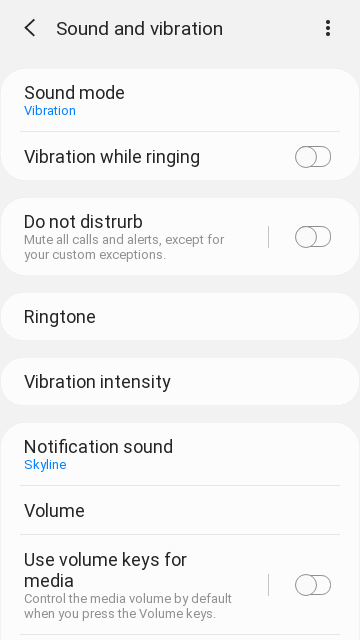 Sound and vibration
Sound mode
Vibration
Vibration while ringing
Do not distrurb
Mute all calls and alerts, except for
your custom exceptions.
Ringtone
Vibration intensity
Notification sound
Skyline
Volume
Use volume keys for
media
Control the media volume by default
when you press the Volume keys.